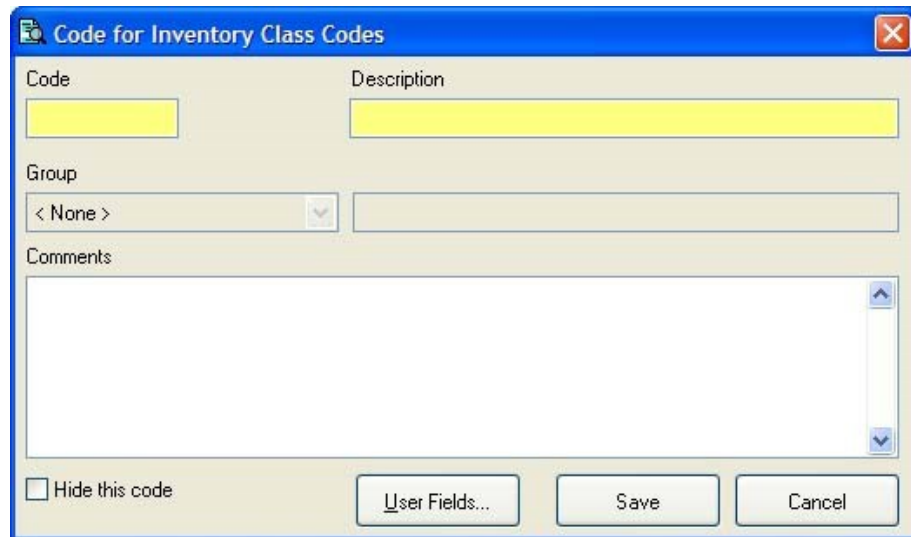 Code for Inventory Class Codes
Code Description
Group
< None >
Comments
Hide this code User Fields... Save Cancel